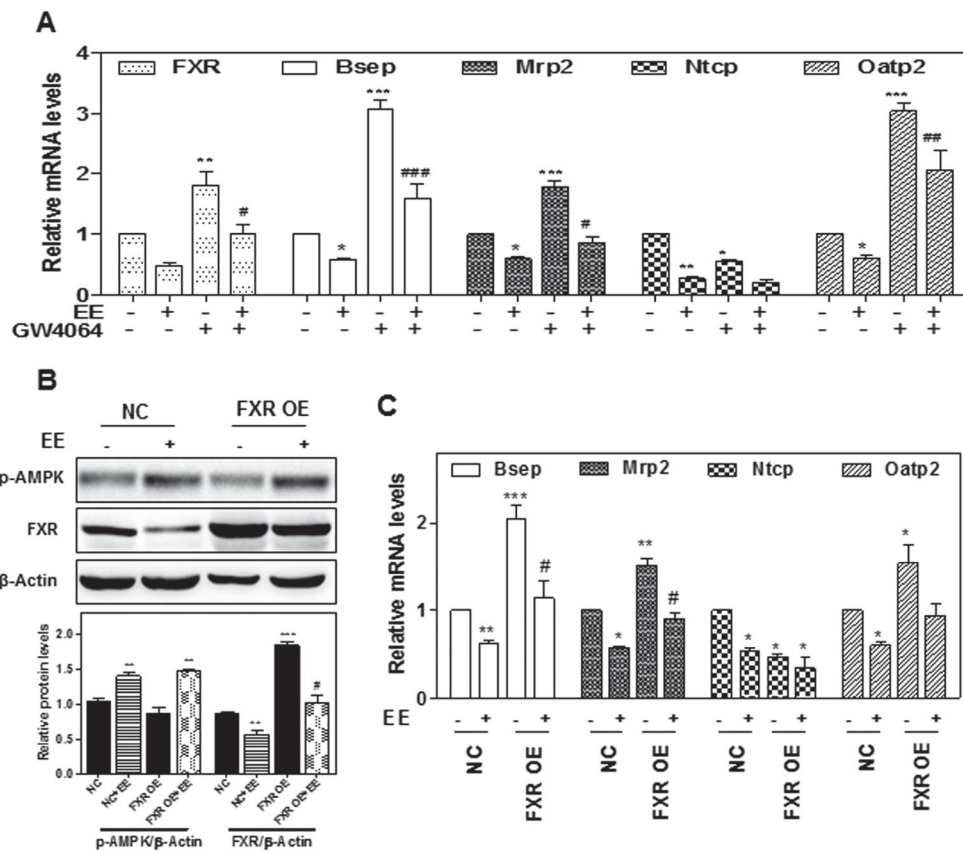 A
4
FXR
Bsep
Mrp2
Ntcp
Oatp2
Relative mRNA levels
3
2
1
0
**
#
*
***
###
*
***
#
**
*
*
***
##
EE - + - + - + - + - + - + - + - + - + - +
GW4064 - - + + - - + + - - + + - - + + - - + +
B
NC FXR OE
EE - + - +
p-AMPK
FXR
β-Actin
Relative protein levels
2.0
1.5
1.0
0.5
0.0
**
**
**
***
#
NC NC+EE FXR OE FXR OE+EE NC NC+EE FXR OE FXR OE+EE
p-AMPK/β-Actin FXR/β-Actin
C
Bsep
Mrp2
Ntcp
Oatp2
Relative mRNA levels
2
1
0
**
***
#
*
**
#
*
*
*
*
*
EE - + - + - + - + - + - + - + - +
NC FXR OE NC FXR OE NC FXR OE NC FXR OE